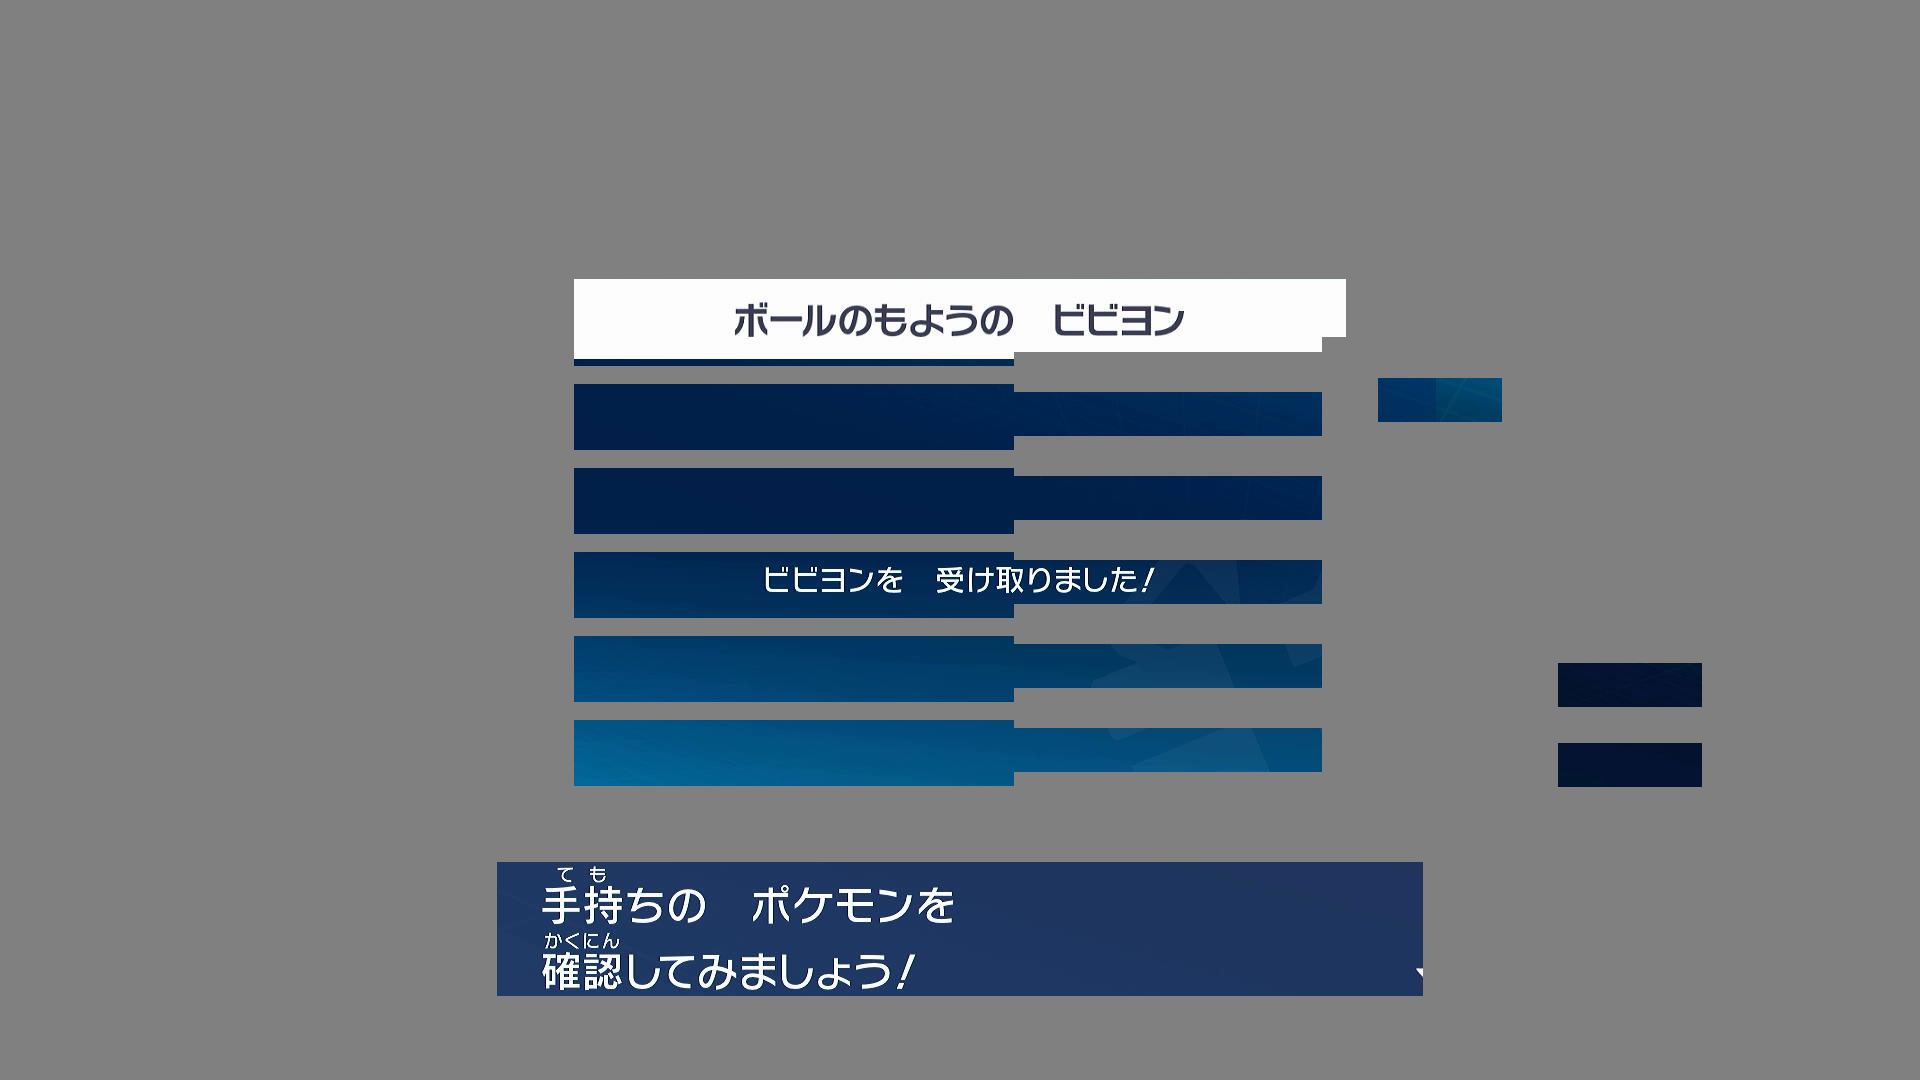 ボールのもようの　ビビヨン
ビビヨンを　受け取りました!
て も
手持ちの　ポケモンを
かくにん
確認してみましょう!